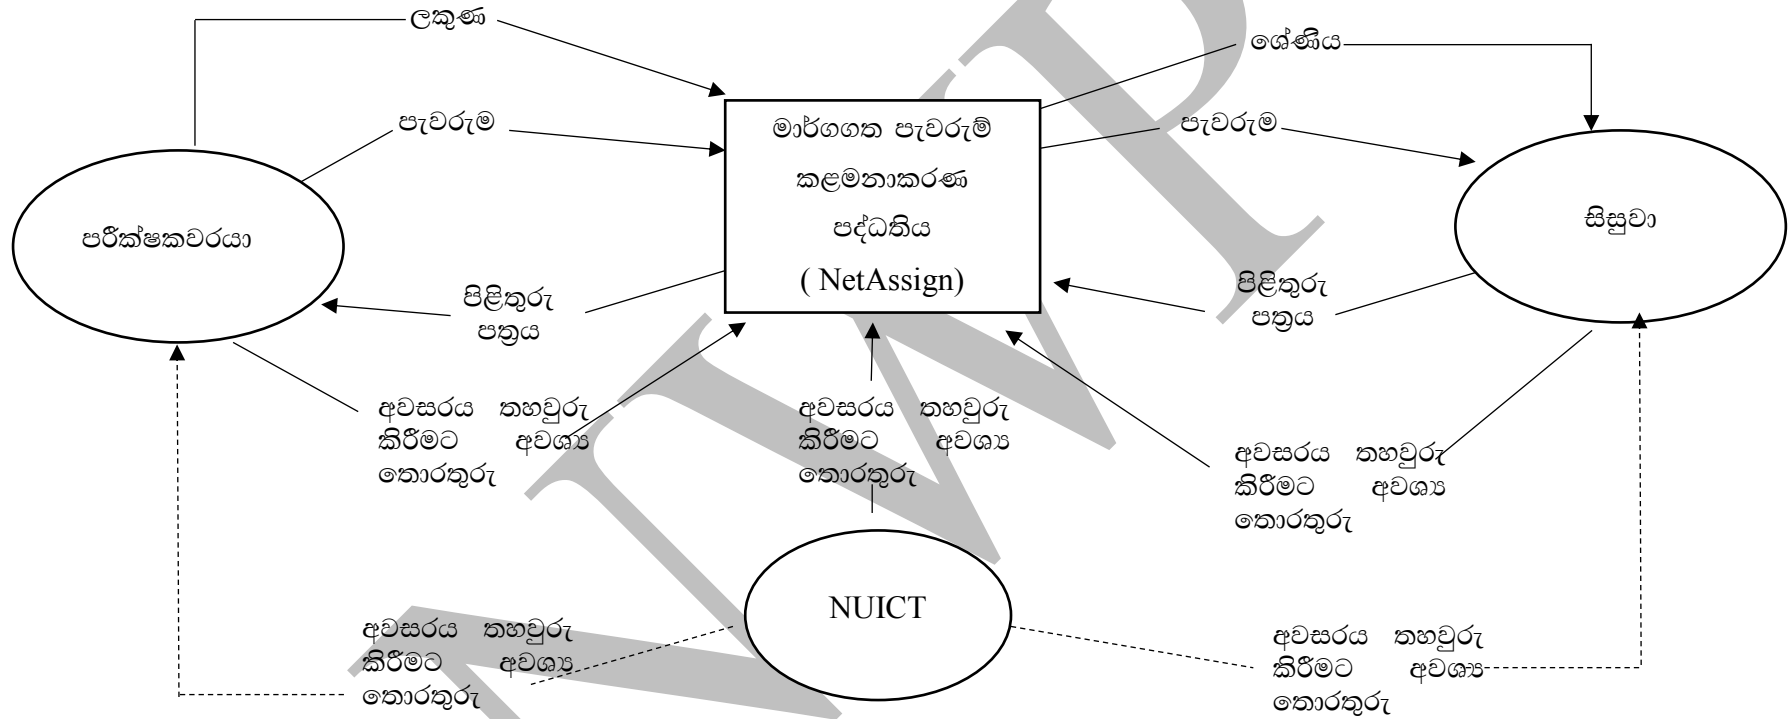 ලකුණ
ශ්‍රේණිය
පැවරුම
මාර්ගගත පැවරුම්
පැවරුම
කළමනාකරණ
පද්ධතිය
( NetAssign)
පරීක්ෂකවරයා
සිසුවා
පිළිතුරු
පත්‍රය
පිළිතුරු
පත්‍රය
අවසරය තහවුරු
කිරීමට අවශ්‍ය
තොරතුරු
අවසරය තහවුරු
කිරීමට අවශ්‍ය
තොරතුරු
අවසරය තහවුරු
කිරීමට අවශ්‍ය
තොරතුරු
NUICT
අවසරය තහවුරු
කිරීමට අවශ්‍ය
තොරතුරු
අවසරය තහවුරු
කිරීමට අවශ්‍ය
තොරතුරු